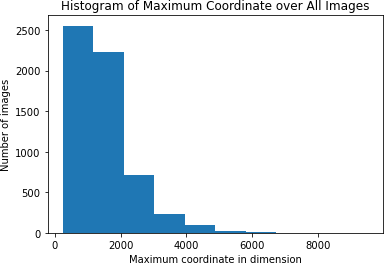 Histogram of Maximum Coordinate over All Images
Number of images
2500
2000
1500
1000
500
0
0 2000 4000 6000 8000
Maximum coordinate in dimension